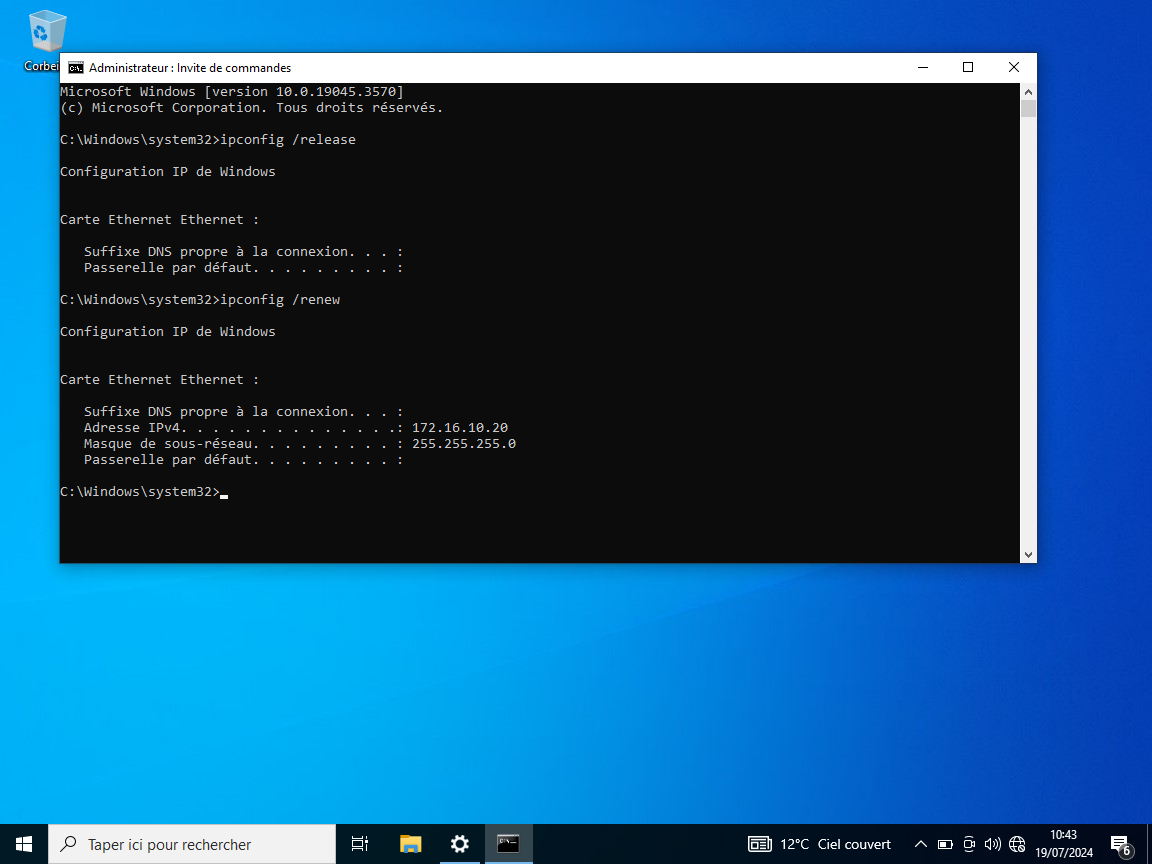 Corbei
Administrateur : Invite de commandes
Microsoft Windows [version 10.0.19045.3570]
(c) Microsoft Corporation. Tous droits réservés.
C:\Windows\system32>ipconfig /release
Configuration IP de Windows
Carte Ethernet Ethernet :
Suffixe DNS propre à la connexion. . . :
Passerelle par défaut. . . . . . . . . :
C:\Windows\system32>ipconfig /renew
Configuration IP de Windows
Carte Ethernet Ethernet :
Suffixe DNS propre à la connexion. . . :
Adresse IPv4. . . . . . . . . . . . . .: 172.16.10.20
Masque de sous-réseau. . . . . . . . . : 255.255.255.0
Passerelle par défaut. . . . . . . . . :
C:\Windows\system32>
Taper ici pour rechercher
12°C Ciel couvert
10:43
19/07/2024
6